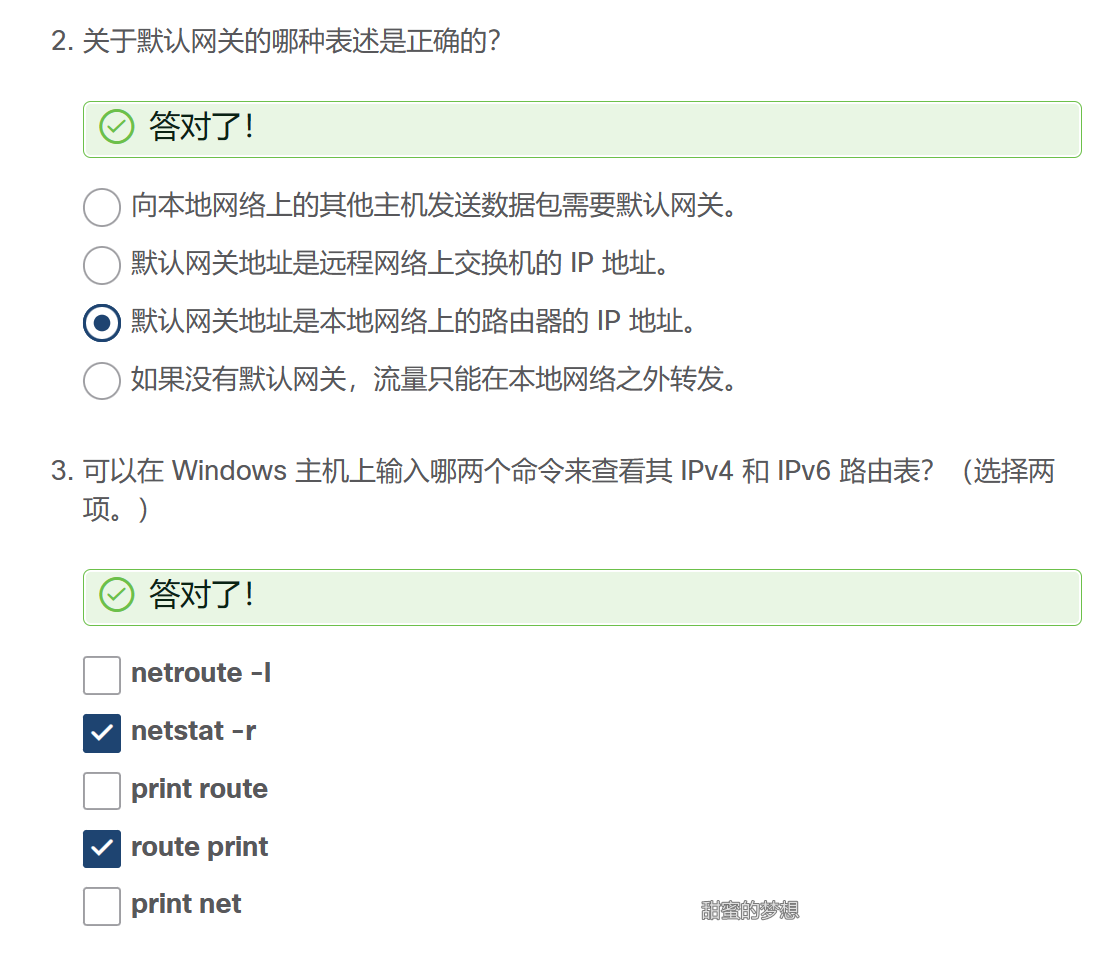 2. 关于默认网关的哪种表述是正确的？
答对了！
向本地网络上的其他主机发送数据包需要默认网关。
默认网关地址是远程网络上交换机的 IP 地址。
默认网关地址是本地网络上的路由器的 IP 地址。
如果没有默认网关，流量只能在本地网络之外转发。
3. 可以在 Windows 主机上输入哪两个命令来查看其 IPv4 和 IPv6 路由表？（选择两
项。）
答对了！
netroute –l
netstat –r
print route
route print
print net
甜蜜的梦想